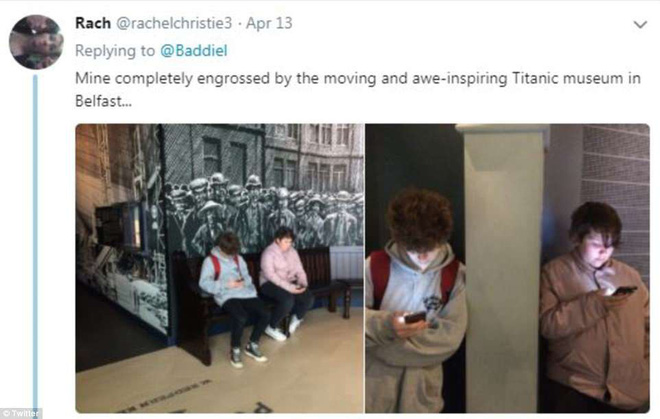 Rach @rachelchristie3 · Apr 13
Replying to @Baddiel
Mine completely engrossed by the moving and awe-inspiring Titanic museum in
Belfast...
© Twitter